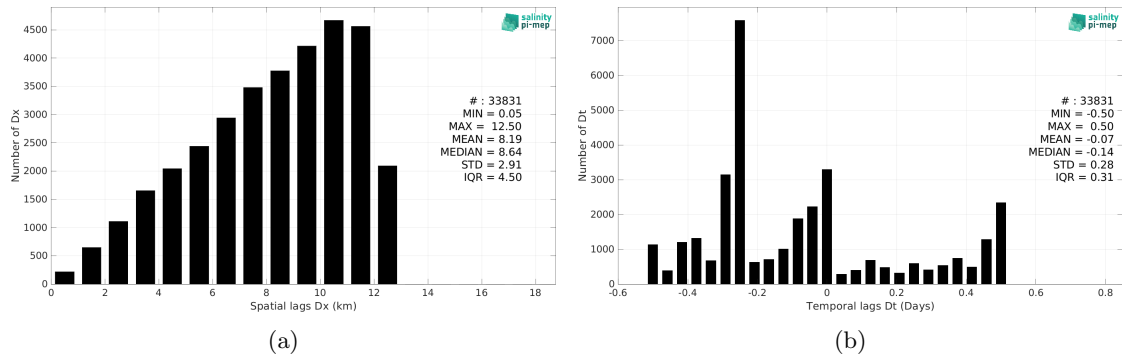 salinity
pi-mep
4500
4000
3500
3000
2500
2000
1500
1000
500
0
Number of Dx
# : 33831
MIN = 0.05
MAX = 12.50
MEAN = 8.19
MEDIAN = 8.64
STD = 2.91
IQR = 4.50
0 2 4 6 8 10 12 14 16 18
Spatial lags Dx (km)
(a)
salinity
pi-mep
7000
6000
5000
4000
3000
2000
1000
0
Number of Dt
# : 33831
MIN = -0.50
MAX = 0.50
MEAN = -0.07
MEDIAN = -0.14
STD = 0.28
IQR = 0.31
-0.6 -0.4 -0.2 0 0.2 0.4 0.6 0.8
Temporal lags Dt (Days)
(b)